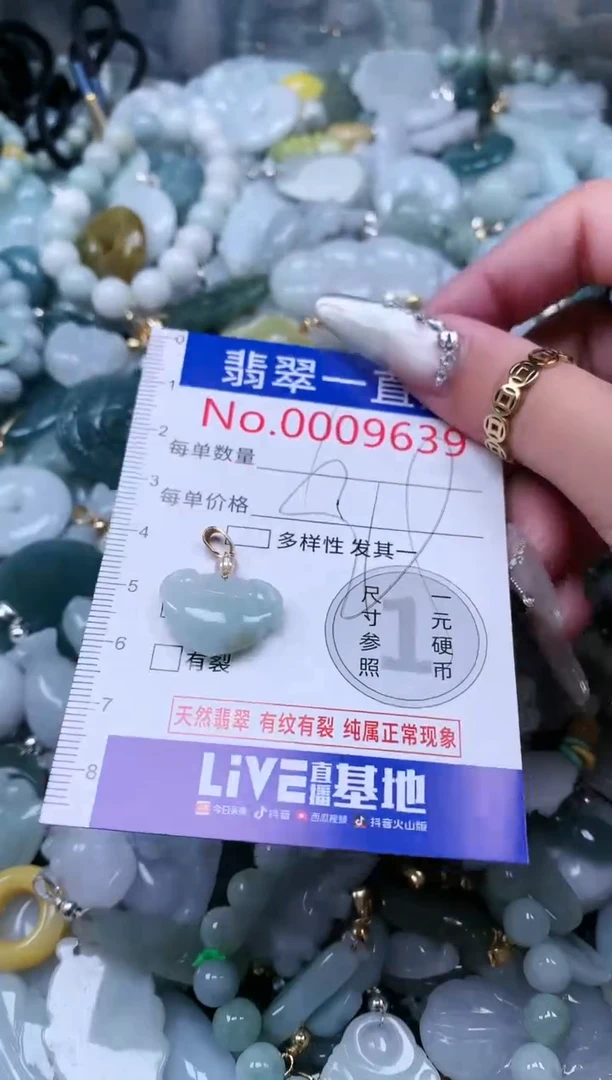 翡翠一直
No.0009639
每单数量
每单价格
多样性 发其一
有裂
尺寸参照
一元硬币
1
天然翡翠 有纹有裂 纯属正常现象
LiVE直播基地
今日头条 抖音 西瓜视频 抖音火山版
0
1
2
3
4
5
6
7
8